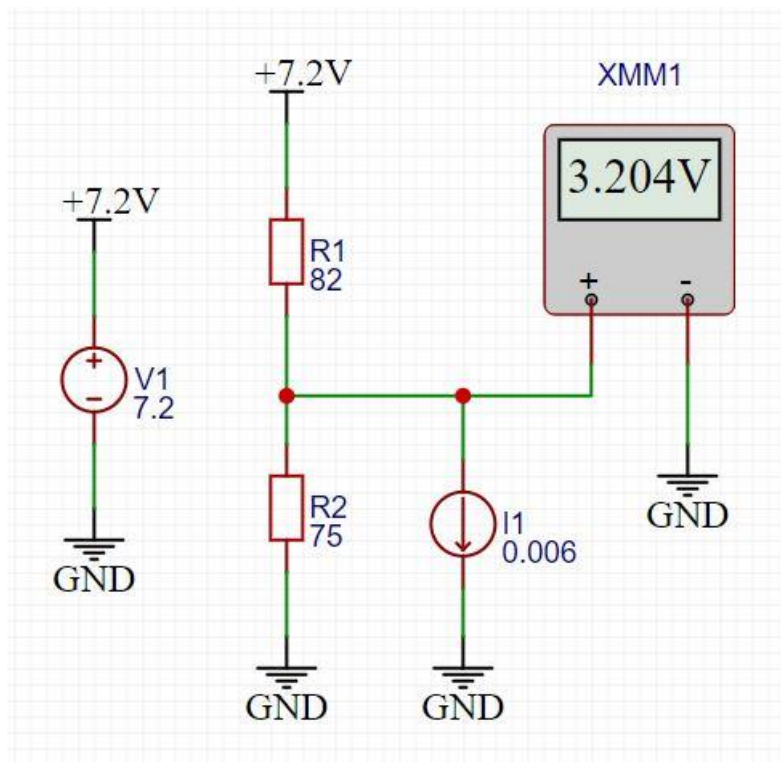 +7.2V
XMM1
3.204V
+ -
+7.2V
R1
82
+
-
V1
7.2
R2
75
I1
0.006
GND
GND
GND
GND